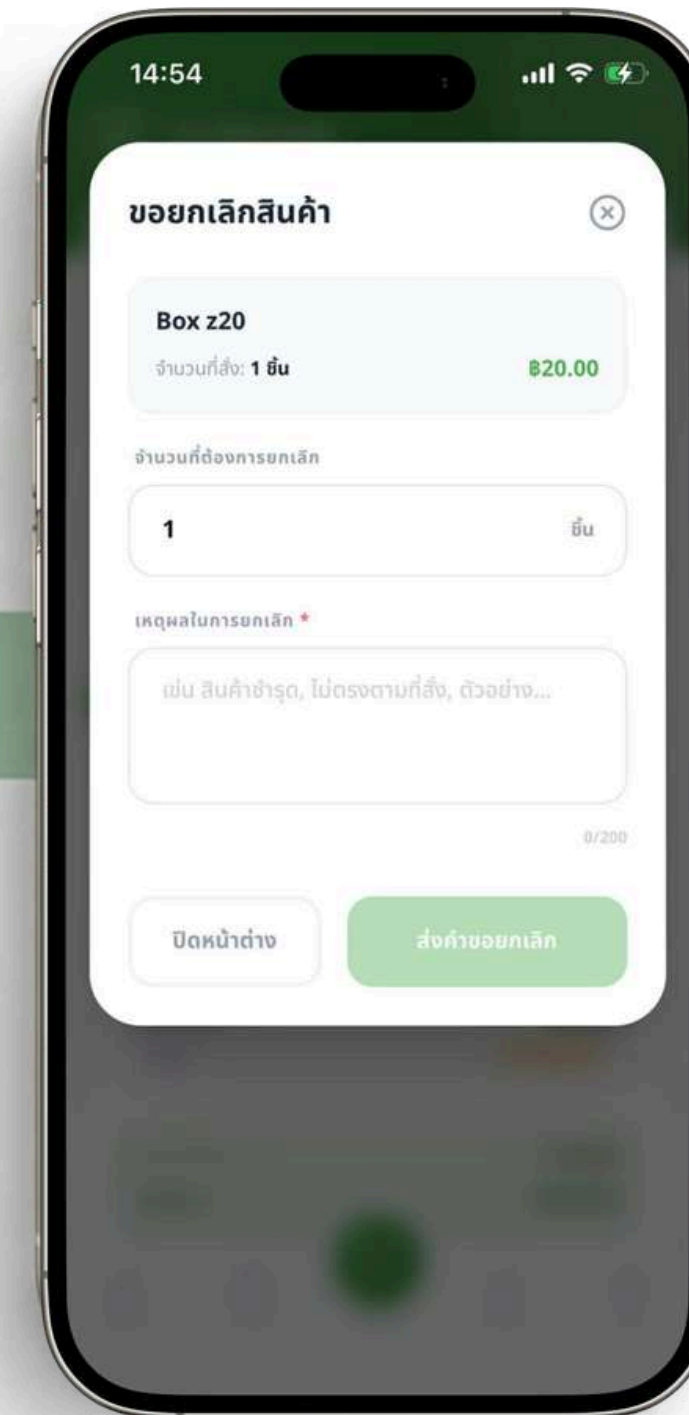 14:54
ขอยกเลิกสินค้า
Box z20
จำนวนที่สั่ง: 1 ชิ้น
฿20.00
จำนวนที่ต้องการยกเลิก
1
ชิ้น
เหตุผลในการยกเลิก *
เช่น สินค้าชำรุด, ไม่ตรงตามที่สั่ง, ตัวอย่าง...
0/200
ปิดหน้าต่าง
ส่งคำขอยกเลิก